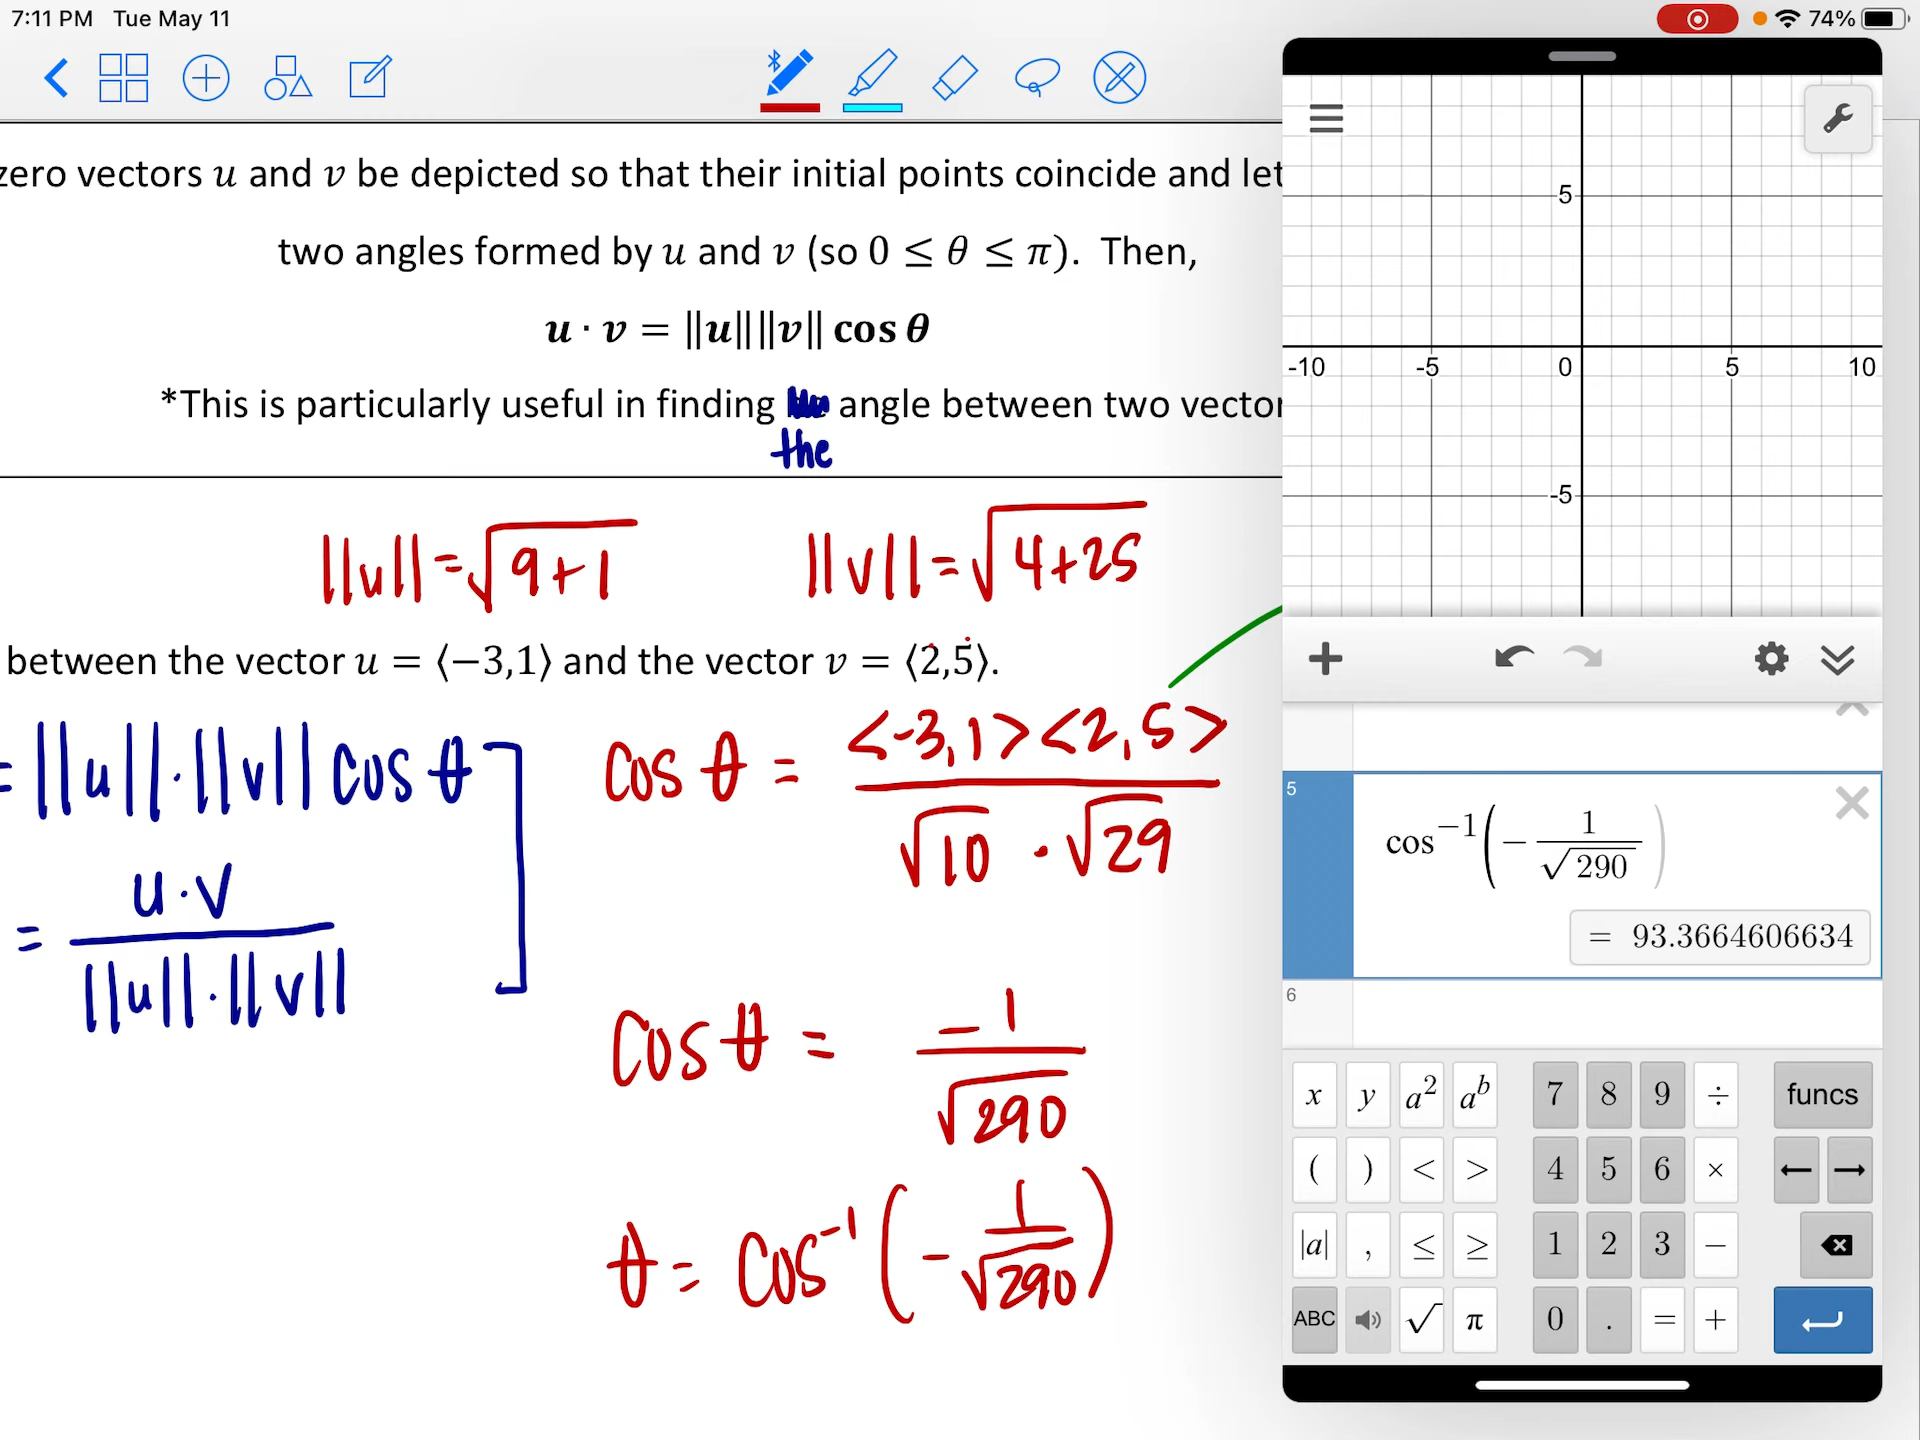 7:11 PM Tue May 11
74%
zero vectors u and v be depicted so that their initial points coincide and let
two angles formed by u and v (so 0 ≤ θ ≤ π). Then,
u · v = ‖u‖‖v‖ cos θ
*This is particularly useful in finding angle between two vector
the
||u|| = √9+1
||v|| = √4+25
between the vector u = ⟨−3,1⟩ and the vector v = ⟨2,5⟩.
= ||u||·||v|| cos θ
= u·v / ||u||·||v||
cos θ = <-3,1><2,5> / √10 · √29
cos θ = -1 / √290
θ = cos⁻¹(-1/√290)
5
-10 -5 0 5 10
-5
5
cos⁻¹(−1/√290)
= 93.3664606634
6
x y a² aᵇ 7 8 9 ÷ funcs
( ) < > 4 5 6 × ← →
|a| , ≤ ≥ 1 2 3 −
ABC √ π 0 . = +